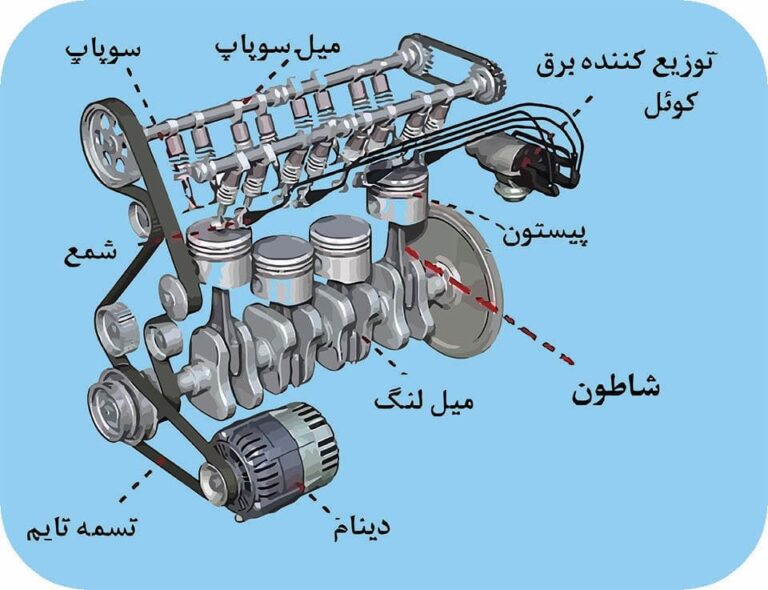 سوپاپ
میل سوپاپ
توزیع کننده برق
کوئل
پیستون
شمع
شاطون
میل لنگ
تسمه تایم
دینام